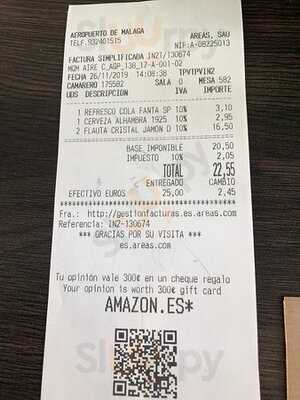 AEROPUERTO DE MALAGA AREAS, SAU
TELF.932401515 NIF:A-08225013
FACTURA SIMPLIFICADA IN21/130674
MQM AIRE C_AQP_136_17-A-001-02
FECHA 26/11/2019 14:08:38 TPVTPVIN2
CAMARERO 175582 SALA 0 MESA 582
UDS DESCRIPCION IVA IMPORTE
1 REFRESCO COLA FANTA SP 10% 3,10
1 CERVEZA ALHAMBRA 1925 10% 2,95
2 FLAUTA CRISTAL JAMON D 10% 16,50
BASE IMPONIBLE 20,50
IMPUESTO 10% 2,05
TOTAL 22,55
ENTREGADO CAMBIO
EFECTIVO EUROS 25,00 2,45
Fra.: http://gestionfacturas.es.areas.com
Referencia: IN2-130674
*** GRACIAS POR SU VISITA ***
es.areas.com
Tu opinión vale 300€ en un cheque regalo
Your opinion is worth 300€ gift card
AMAZON.ES*